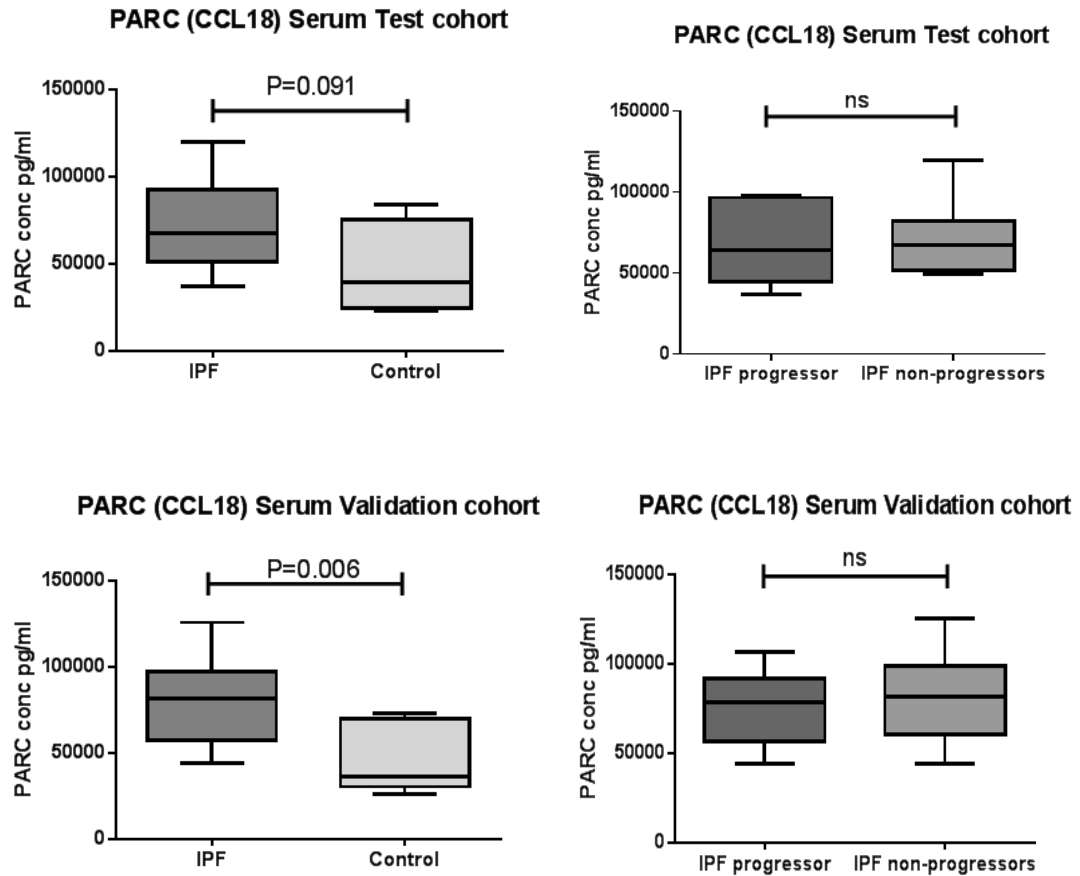 PARC (CCL18) Serum Test cohort
P=0.091
150000
100000
50000
0
PARC conc pg/ml
IPF
Control
PARC (CCL18) Serum Test cohort
ns
150000
100000
50000
0
PARC conc pg/ml
IPF progressor
IPF non-progressors
PARC (CCL18) Serum Validation cohort
P=0.006
150000
100000
50000
0
PARC conc pg/ml
IPF
Control
PARC (CCL18) Serum Validation cohort
ns
150000
100000
50000
0
PARC conc pg/ml
IPF progressor
IPF non-progressors